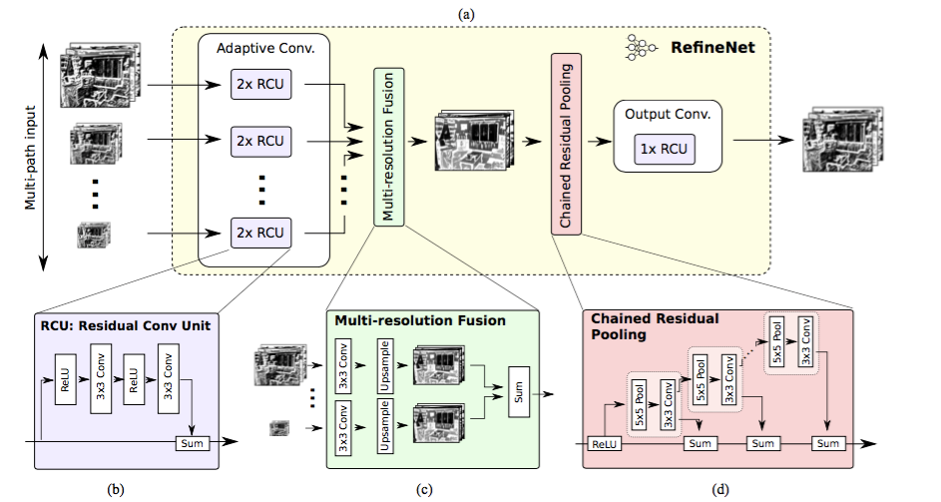 (a)
Multi-path input
Adaptive Conv.
2x RCU
2x RCU
2x RCU
Multi-resolution Fusion
Chained Residual Pooling
RefineNet
Output Conv.
1x RCU
RCU: Residual Conv Unit
ReLU
3x3 Conv
ReLU
3x3 Conv
Sum
(b)
Multi-resolution Fusion
3x3 Conv
Upsample
3x3 Conv
Upsample
Sum
(c)
Chained Residual
Pooling
ReLU
5x5 Pool
3x3 Conv
5x5 Pool
3x3 Conv
5x5 Pool
3x3 Conv
Sum
Sum
Sum
(d)